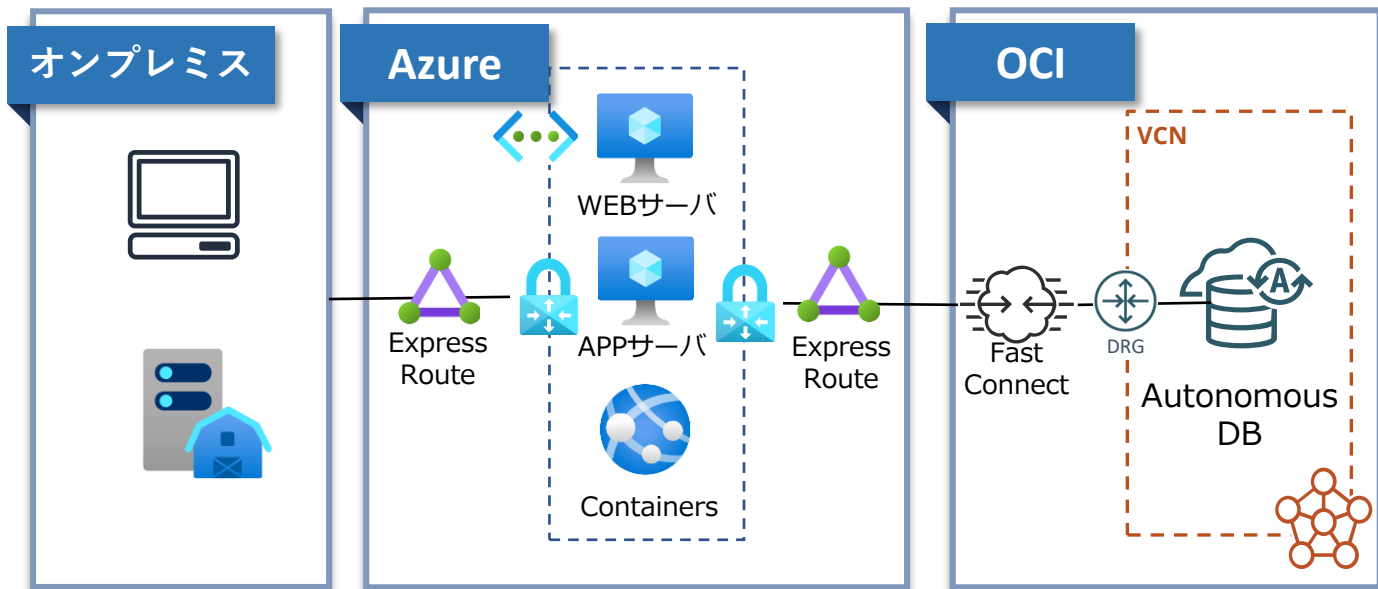 オンプレミス
Azure
WEBサーバ
APPサーバ
Express
Route
Containers
Express
Route
OCI
VCN
Fast
Connect
DRG
A
Autonomous
DB